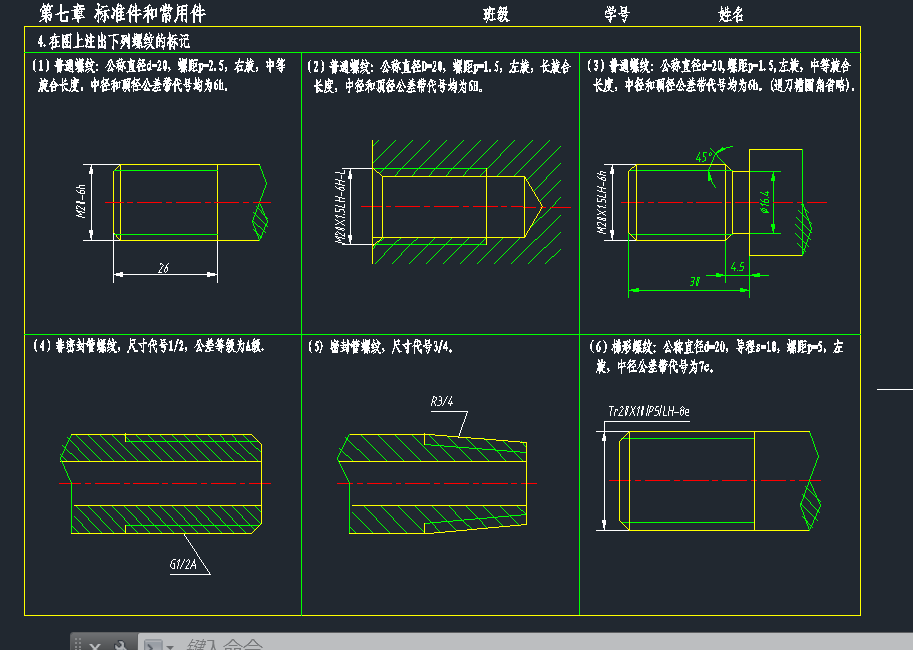 第七章 标准件和常用件 班级 学号 姓名
4.在图上注出下列螺纹的标记
(1) 普通螺纹: 公称直径d=20, 螺距p=2.5, 右旋, 中等
旋合长度, 中径和顶径公差带代号均为6h.
(2) 普通螺纹: 公称直径D=20, 螺距p=1.5, 左旋, 长旋合
长度, 中径和顶径公差带代号均为6H.
(3) 普通螺纹: 公称直径d=20,螺距p=1.5,左旋, 中等旋合
长度, 中径和顶径公差带代号均为6h. (退刀槽圆角省略).
M20-6h
26
M20X1.5LH-6H-L
M20X1.5LH-6h
45°
ϕ16.4
4.5
30
(4) 非密封管螺纹, 尺寸代号1/2, 公差等级为A级.
(5) 密封管螺纹, 尺寸代号3/4.
(6) 梯形螺纹: 公称直径d=20, 导程s=10, 螺距p=5, 左
旋, 中径公差带代号为7e.
G1/2A
R3/4
键入命令